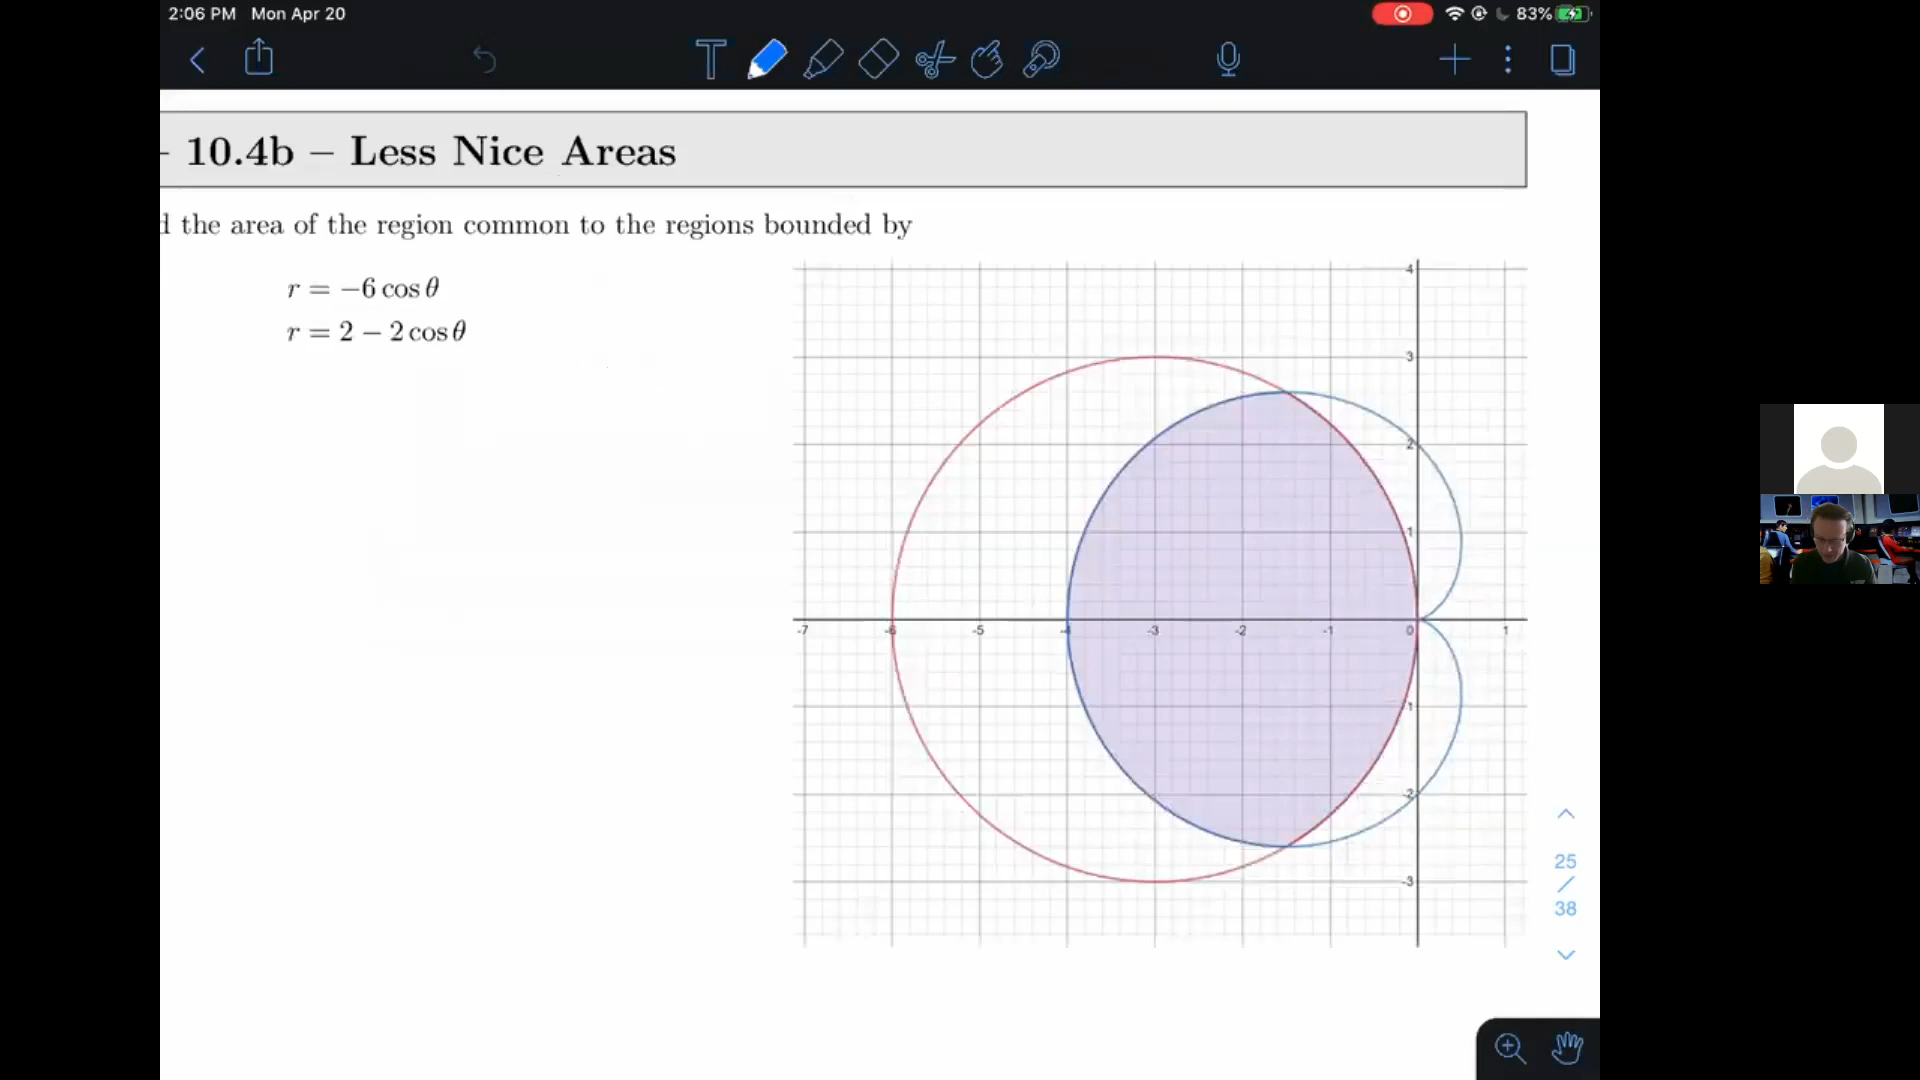 2:06 PM Mon Apr 20
83%
- 10.4b – Less Nice Areas
d the area of the region common to the regions bounded by
r = −6 cos θ
r = 2 − 2 cos θ
4
3
2
1
-7 -6 -5 -4 -3 -2 -1 0 1
-1
-2
-3
25
/
38